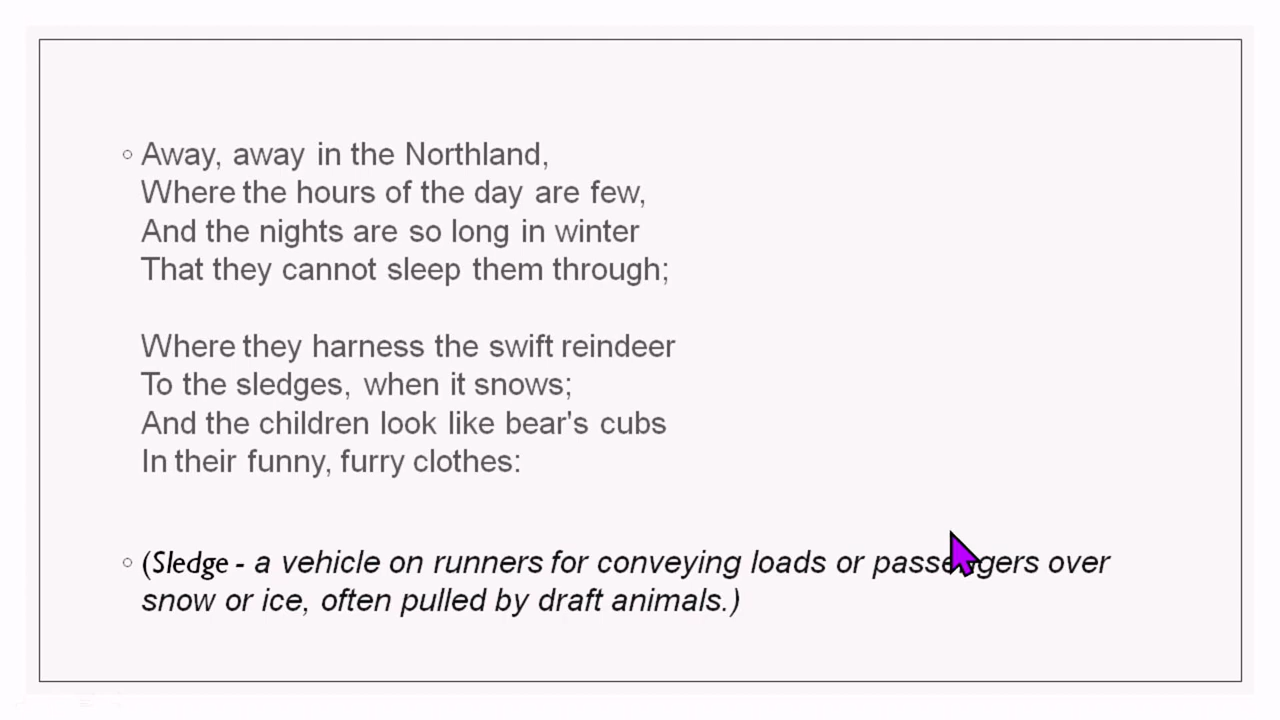 Away, away in the Northland,
Where the hours of the day are few,
And the nights are so long in winter
That they cannot sleep them through;
Where they harness the swift reindeer
To the sledges, when it snows;
And the children look like bear's cubs
In their funny, furry clothes:
(Sledge - a vehicle on runners for conveying loads or passengers over
snow or ice, often pulled by draft animals.)